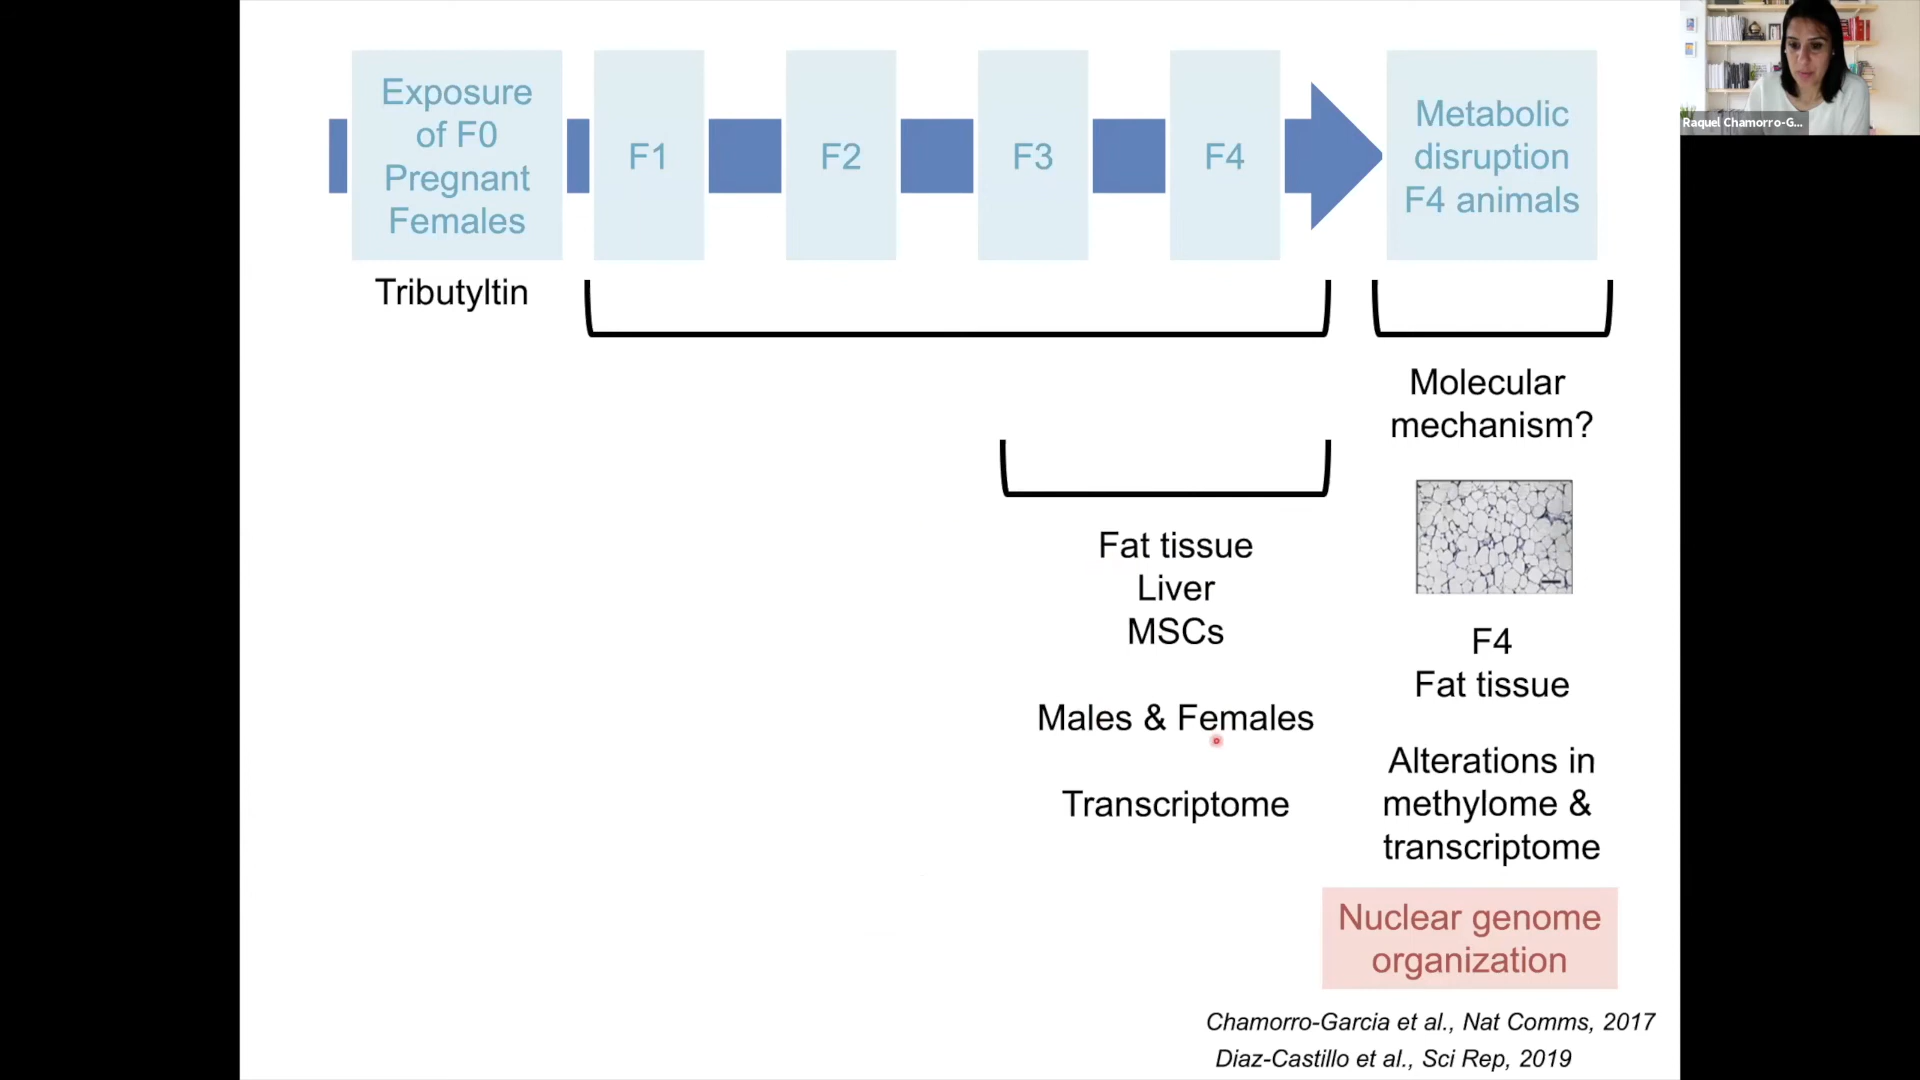 Exposure
of F0
Pregnant
Females
F1
F2
F3
F4
Metabolic
disruption
F4 animals
Raquel Chamorro-G...
Tributyltin
Molecular
mechanism?
Fat tissue
Liver
MSCs
Males & Females
Transcriptome
F4
Fat tissue
Alterations in
methylome &
transcriptome
Nuclear genome
organization
Chamorro-Garcia et al., Nat Comms, 2017
Diaz-Castillo et al., Sci Rep, 2019